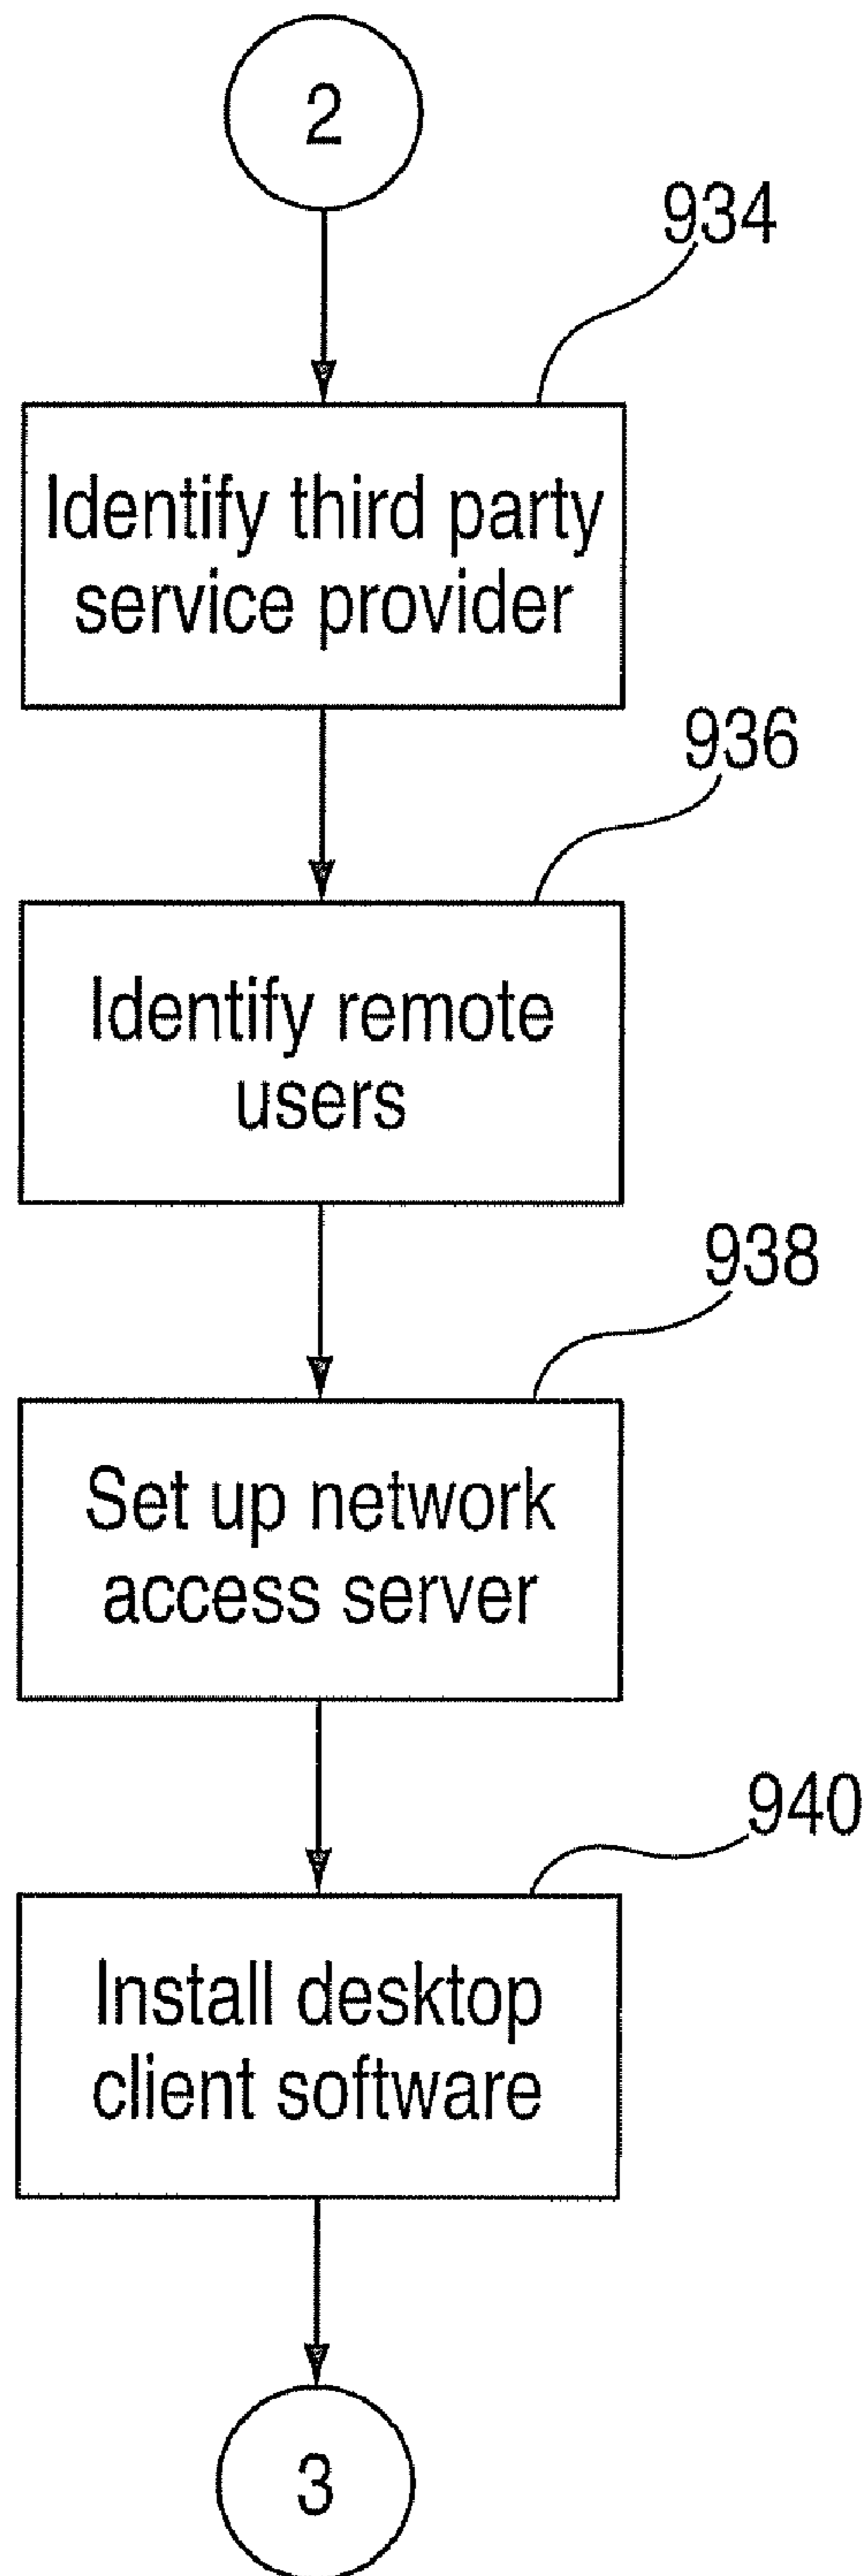 2
934
Identify third party
service provider
936
Identify remote
users
938
Set up network
access server
940
Install desktop
client software
3